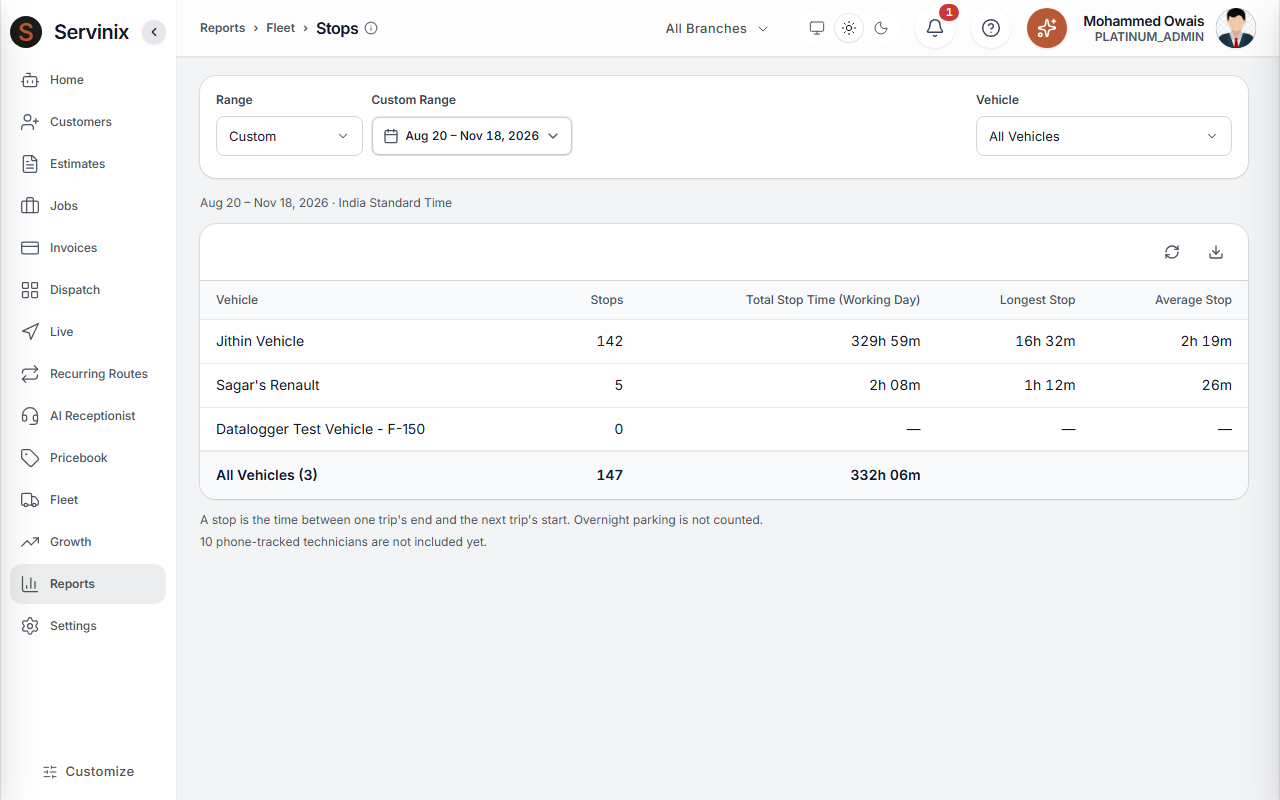 S Servinix
Reports › Fleet › Stops
All Branches
1
Mohammed Owais
PLATINUM_ADMIN
Home
Customers
Estimates
Jobs
Invoices
Dispatch
Live
Recurring Routes
AI Receptionist
Pricebook
Fleet
Growth
Reports
Settings
Customize
Range Custom Range Vehicle
Custom Aug 20 – Nov 18, 2026 All Vehicles
Aug 20 – Nov 18, 2026 · India Standard Time
Vehicle Stops Total Stop Time (Working Day) Longest Stop Average Stop
Jithin Vehicle 142 329h 59m 16h 32m 2h 19m
Sagar's Renault 5 2h 08m 1h 12m 26m
Datalogger Test Vehicle - F-150 0 — — —
All Vehicles (3) 147 332h 06m
A stop is the time between one trip's end and the next trip's start. Overnight parking is not counted.
10 phone-tracked technicians are not included yet.